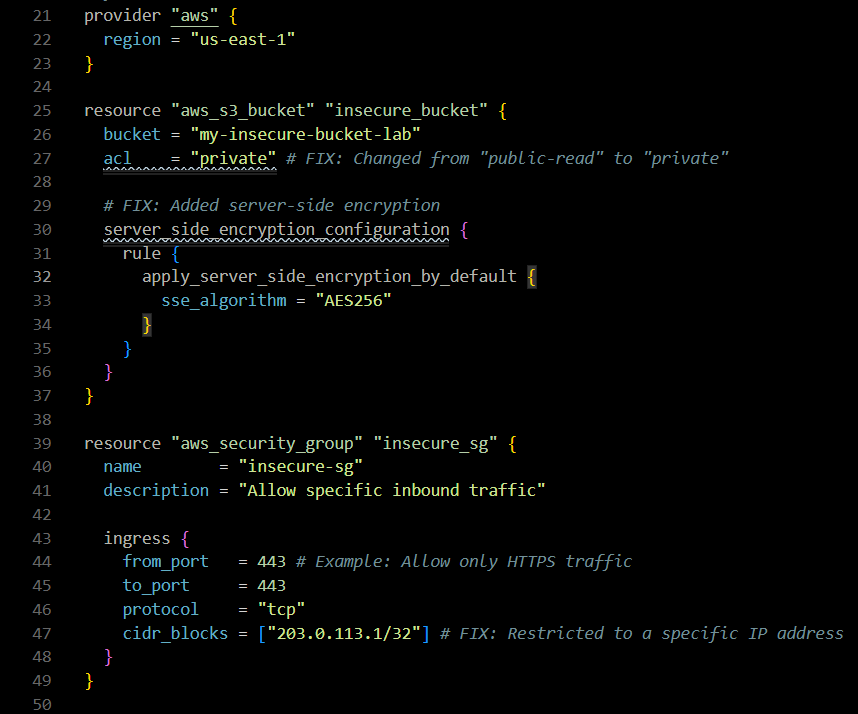 21 provider "aws" {
22   region = "us-east-1"
23 }
24
25 resource "aws_s3_bucket" "insecure_bucket" {
26   bucket = "my-insecure-bucket-lab"
27   acl    = "private" # FIX: Changed from "public-read" to "private"
28
29   # FIX: Added server-side encryption
30   server_side_encryption_configuration {
31     rule {
32       apply_server_side_encryption_by_default {
33         sse_algorithm = "AES256"
34       }
35     }
36   }
37 }
38
39 resource "aws_security_group" "insecure_sg" {
40   name        = "insecure-sg"
41   description = "Allow specific inbound traffic"
42
43   ingress {
44     from_port   = 443 # Example: Allow only HTTPS traffic
45     to_port     = 443
46     protocol    = "tcp"
47     cidr_blocks = ["203.0.113.1/32"] # FIX: Restricted to a specific IP address
48   }
49 }
50